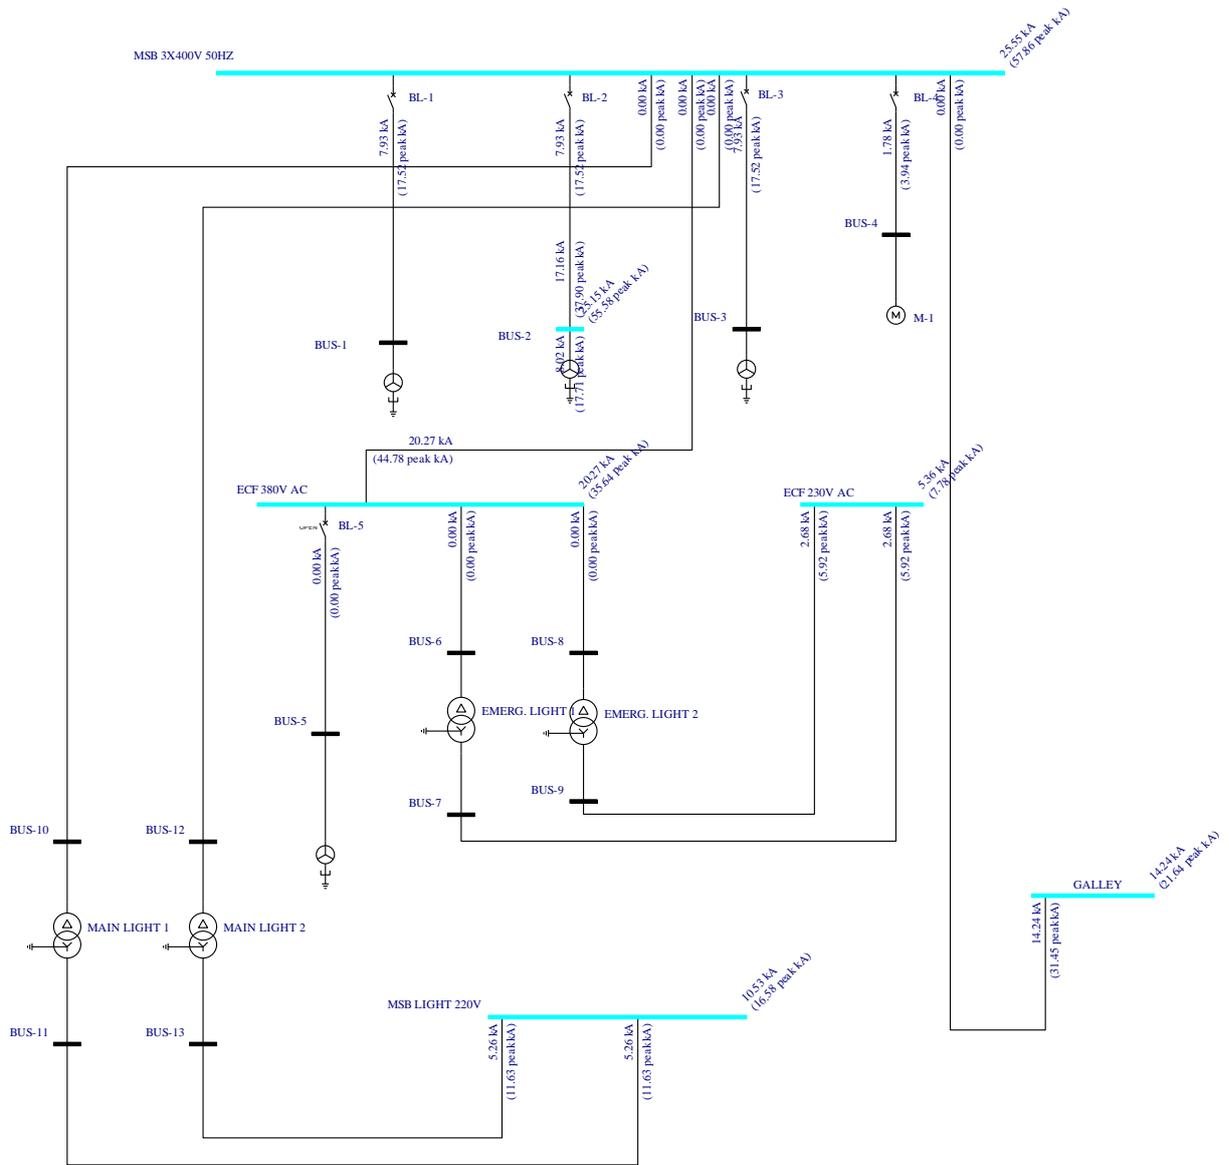 MSB 3X400V 50HZ
25.55 kA
(57.86 peak kA)
BL-1
7.93 kA
(17.52 peak kA)
BL-2
7.93 kA
(17.52 peak kA)
0.00 kA
(0.00 peak kA)
0.00 kA
(0.00 peak kA)
0.00 kA
(0.00 peak kA)
BL-3
7.93 kA
(17.52 peak kA)
BL-4
1.78 kA
(3.94 peak kA)
0.00 kA
(0.00 peak kA)
BUS-4
M
M-1
17.16 kA
(37.90 peak kA)
25.15 kA
(55.58 peak kA)
BUS-1
BUS-2
8.02 kA
(17.71 peak kA)
BUS-3
20.27 kA
(44.78 peak kA)
ECF 380V AC
20.27 kA
(35.64 peak kA)
ECF 230V AC
5.36 kA
(7.78 peak kA)
OPEN
BL-5
0.00 kA
(0.00 peak kA)
0.00 kA
(0.00 peak kA)
0.00 kA
(0.00 peak kA)
2.68 kA
(5.92 peak kA)
2.68 kA
(5.92 peak kA)
BUS-6
BUS-8
BUS-5
EMERG. LIGHT 1
EMERG. LIGHT 2
BUS-7
BUS-9
BUS-10
BUS-12
MAIN LIGHT 1
MAIN LIGHT 2
GALLEY
14.24 kA
(21.64 peak kA)
14.24 kA
(31.45 peak kA)
MSB LIGHT 220V
10.53 kA
(16.58 peak kA)
BUS-11
BUS-13
5.26 kA
(11.63 peak kA)
5.26 kA
(11.63 peak kA)